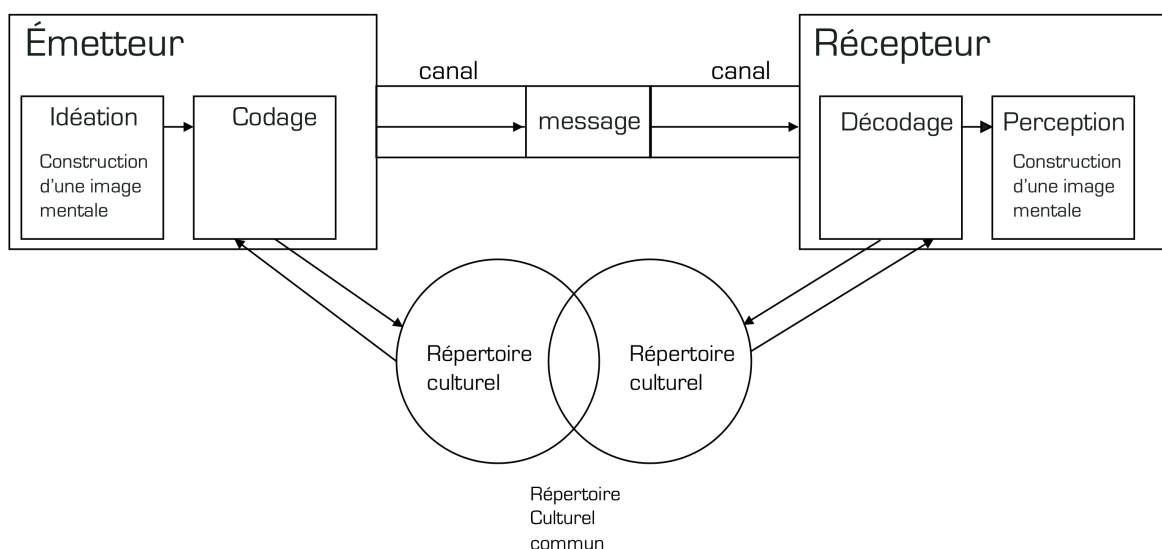 Émetteur
Idéation
Construction
d'une image
mentale
Codage
canal
message
canal
Récepteur
Décodage
Perception
Construction
d'une image
mentale
Répertoire
culturel
Répertoire
culturel
Répertoire
Culturel
commun